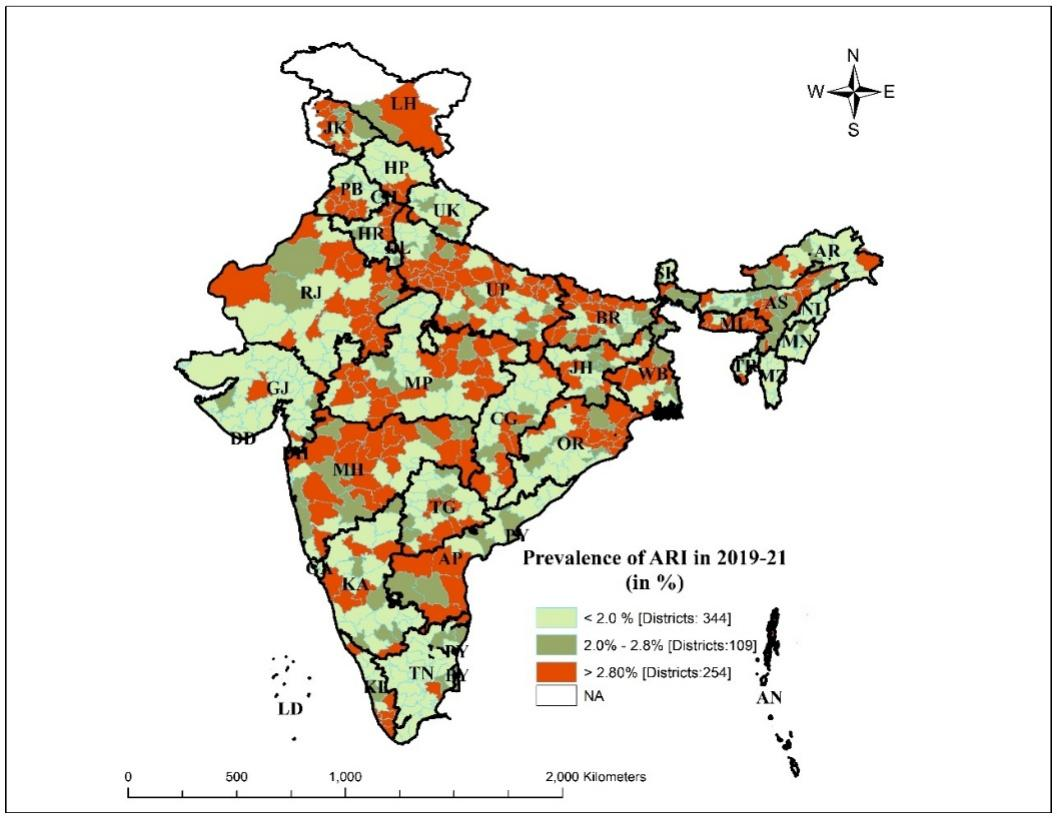 N
W E
S
LH
JK
HP
PB
UK
HR
DL
SK
AR
RJ
UP
AS
NL
BR
ML
MN
TR
MZ
JH
WB
GJ
MP
CG
DD
OR
DH
MH
TG
PY
Prevalence of ARI in 2019-21
(in %)
AP
GA
KA
< 2.0 % [Districts: 344]
2.0% - 2.8% [Districts:109]
> 2.80% [Districts:254]
NA
PY
TN
PY
KL
LD
AN
0 500 1,000 2,000 Kilometers